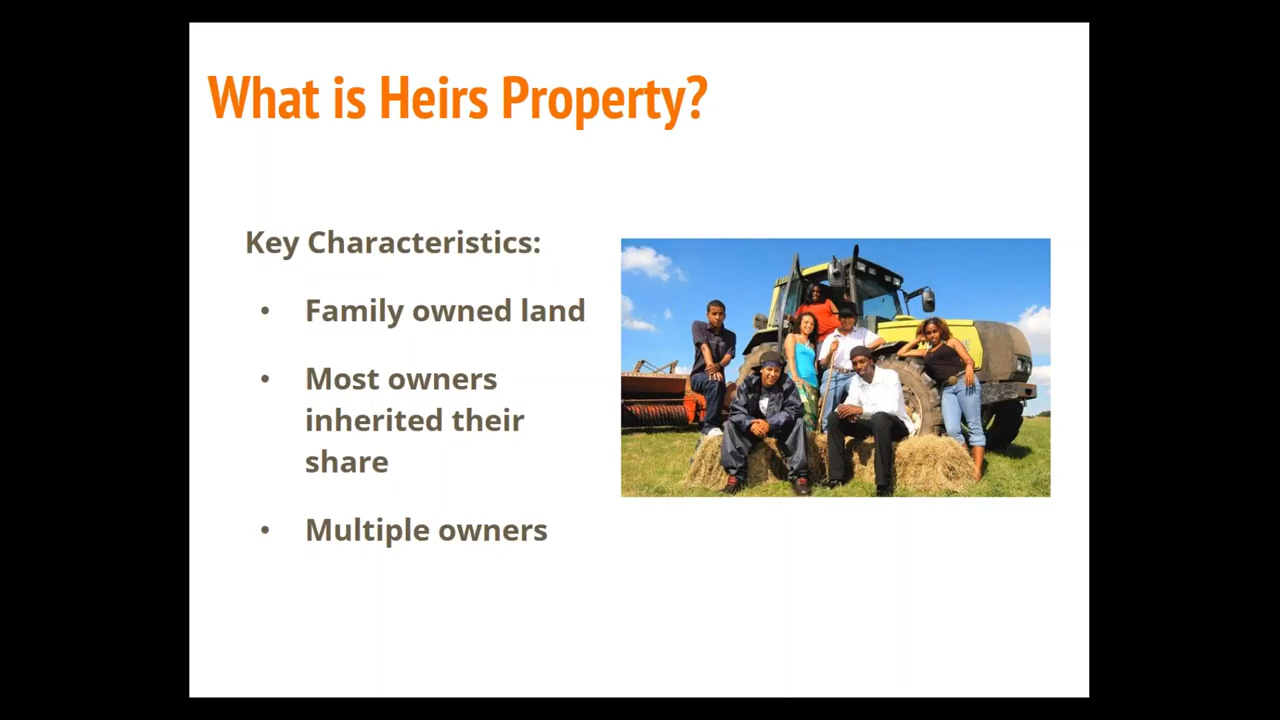 What is Heirs Property?
Key Characteristics:
• Family owned land
• Most owners
inherited their
share
• Multiple owners